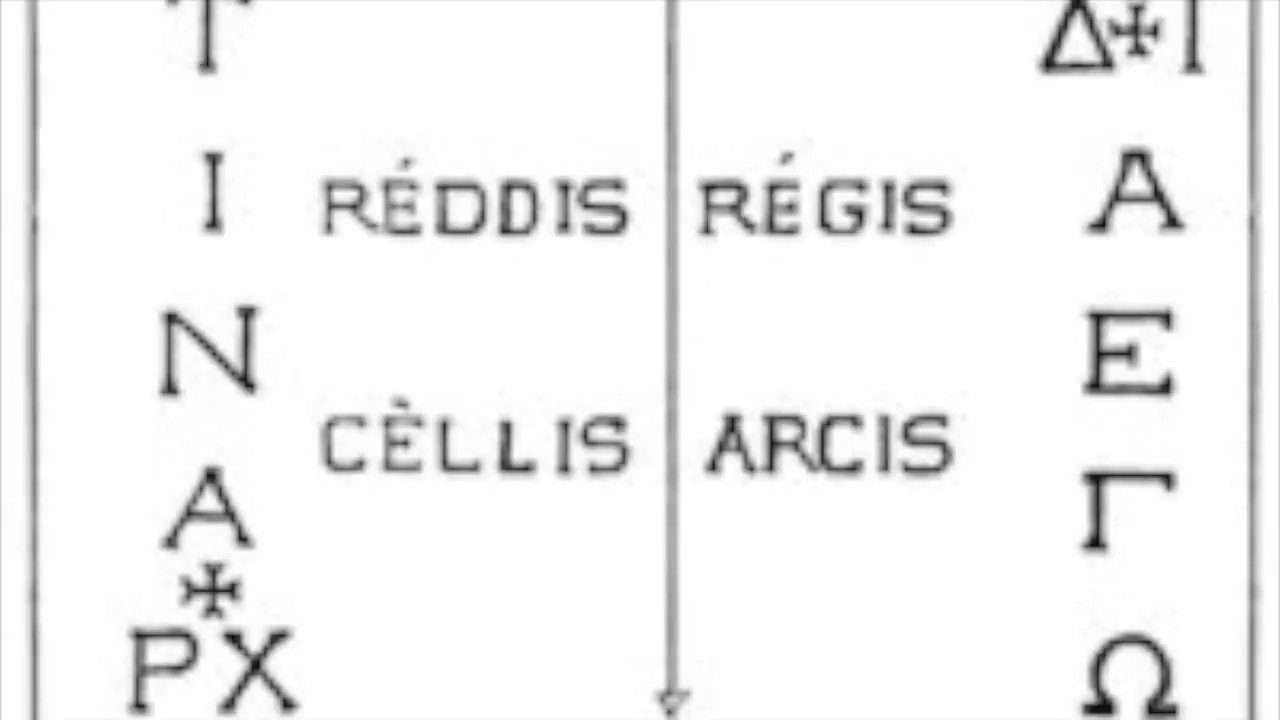 T Δ✠I
I RÉDDIS RÉGIS A
N E
CÈLLIS ARCIS
A Γ
✠
PX Ω